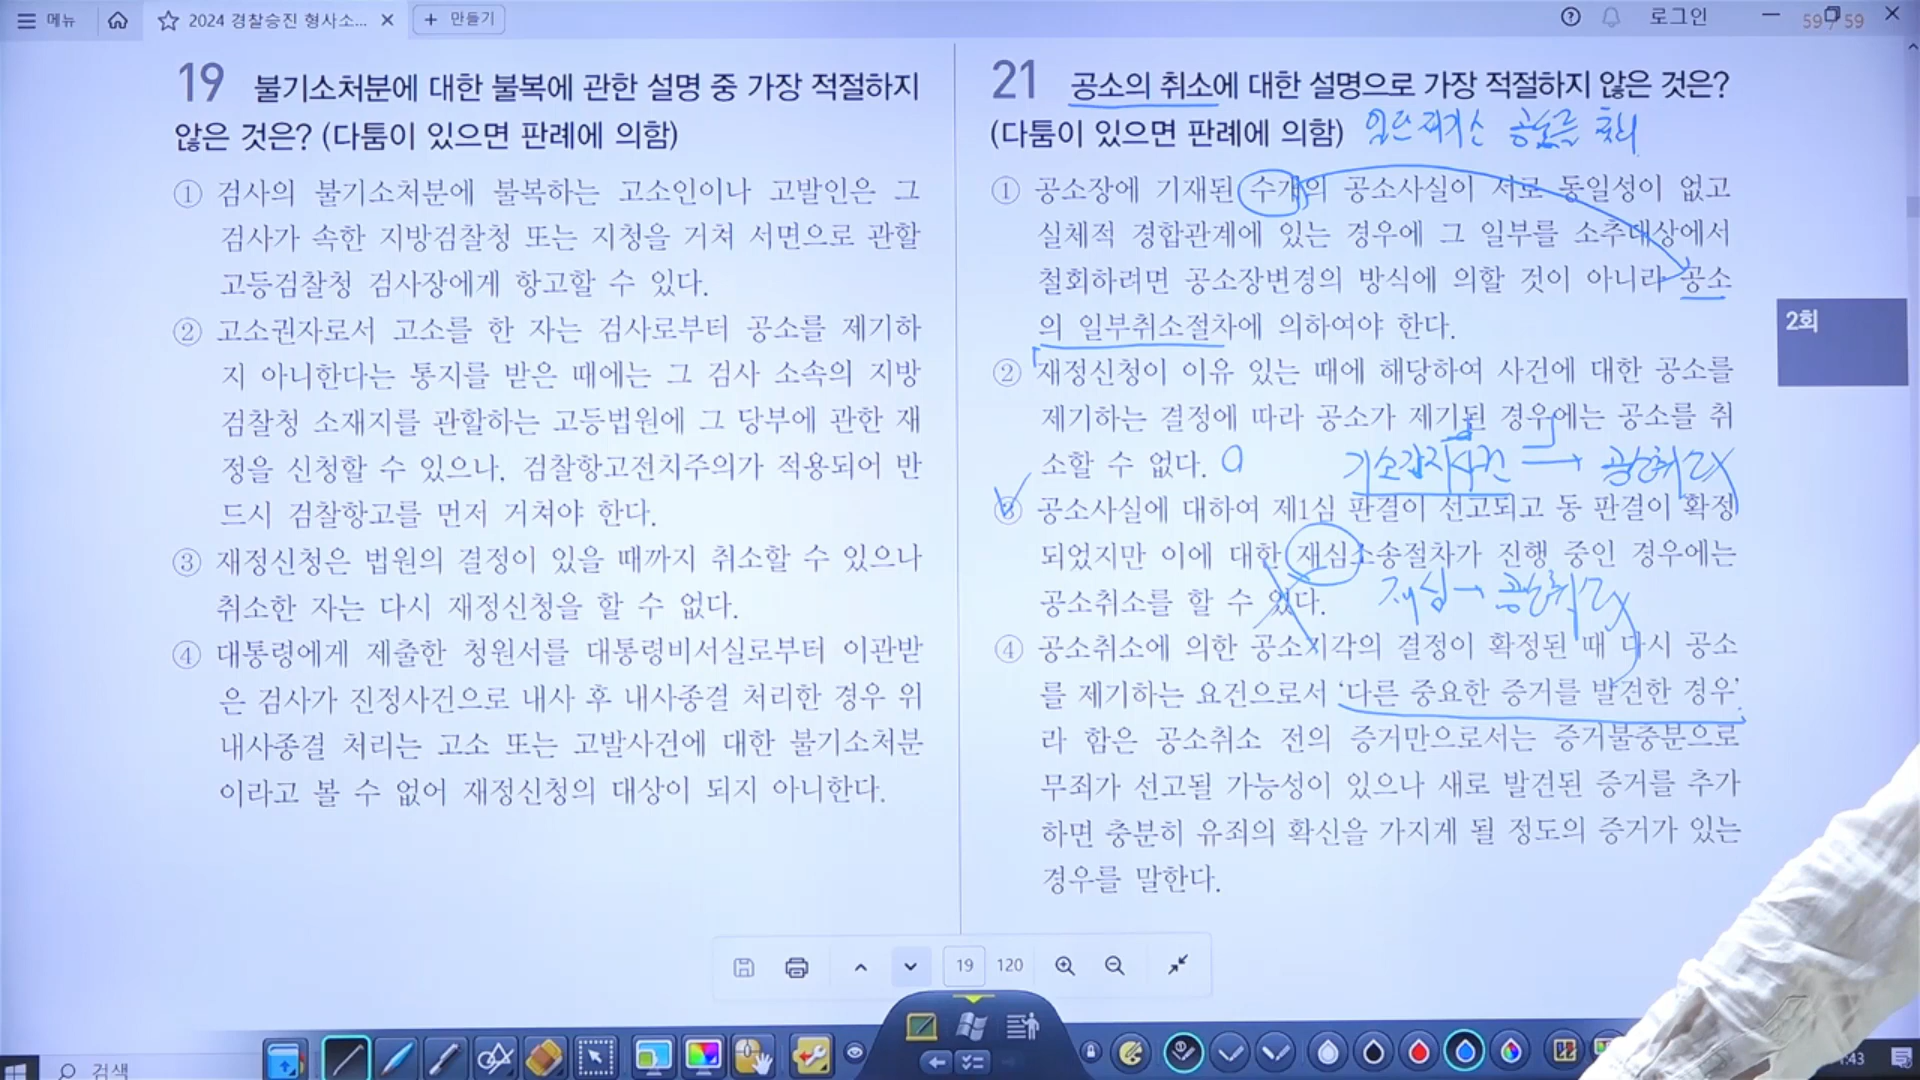 메뉴
2024 경찰승진 형사소...
만들기
로그인
59 / 59
19 불기소처분에 대한 불복에 관한 설명 중 가장 적절하지
않은 것은? (다툼이 있으면 판례에 의함)
① 검사의 불기소처분에 불복하는 고소인이나 고발인은 그
검사가 속한 지방검찰청 또는 지청을 거쳐 서면으로 관할
고등검찰청 검사장에게 항고할 수 있다.
② 고소권자로서 고소를 한 자는 검사로부터 공소를 제기하
지 아니한다는 통지를 받은 때에는 그 검사 소속의 지방
검찰청 소재지를 관할하는 고등법원에 그 당부에 관한 재
정을 신청할 수 있으나, 검찰항고전치주의가 적용되어 반
드시 검찰항고를 먼저 거쳐야 한다.
③ 재정신청은 법원의 결정이 있을 때까지 취소할 수 있으나
취소한 자는 다시 재정신청을 할 수 없다.
④ 대통령에게 제출한 청원서를 대통령비서실로부터 이관받
은 검사가 진정사건으로 내사 후 내사종결 처리한 경우 위
내사종결 처리는 고소 또는 고발사건에 대한 불기소처분
이라고 볼 수 없어 재정신청의 대상이 되지 아니한다.
21 공소의 취소에 대한 설명으로 가장 적절하지 않은 것은?
(다툼이 있으면 판례에 의함)
① 공소장에 기재된 수개의 공소사실이 서로 동일성이 없고
실체적 경합관계에 있는 경우에 그 일부를 소추대상에서
철회하려면 공소장변경의 방식에 의할 것이 아니라 공소
의 일부취소절차에 의하여야 한다.
② 재정신청이 이유 있는 때에 해당하여 사건에 대한 공소를
제기하는 결정에 따라 공소가 제기된 경우에는 공소를 취
소할 수 없다. 기소강제사건 → 공소취소X
③ 공소사실에 대하여 제1심 판결이 선고되고 동 판결이 확정
되었지만 이에 대한 재심소송절차가 진행 중인 경우에는
공소취소를 할 수 있다. 재심→ 공소취소X
④ 공소취소에 의한 공소기각의 결정이 확정된 때 다시 공소
를 제기하는 요건으로서 '다른 중요한 증거를 발견한 경우'
라 함은 공소취소 전의 증거만으로서는 증거불충분으로
무죄가 선고될 가능성이 있으나 새로 발견된 증거를 추가
하면 충분히 유죄의 확신을 가지게 될 정도의 증거가 있는
경우를 말한다.
2회
19 120
검색